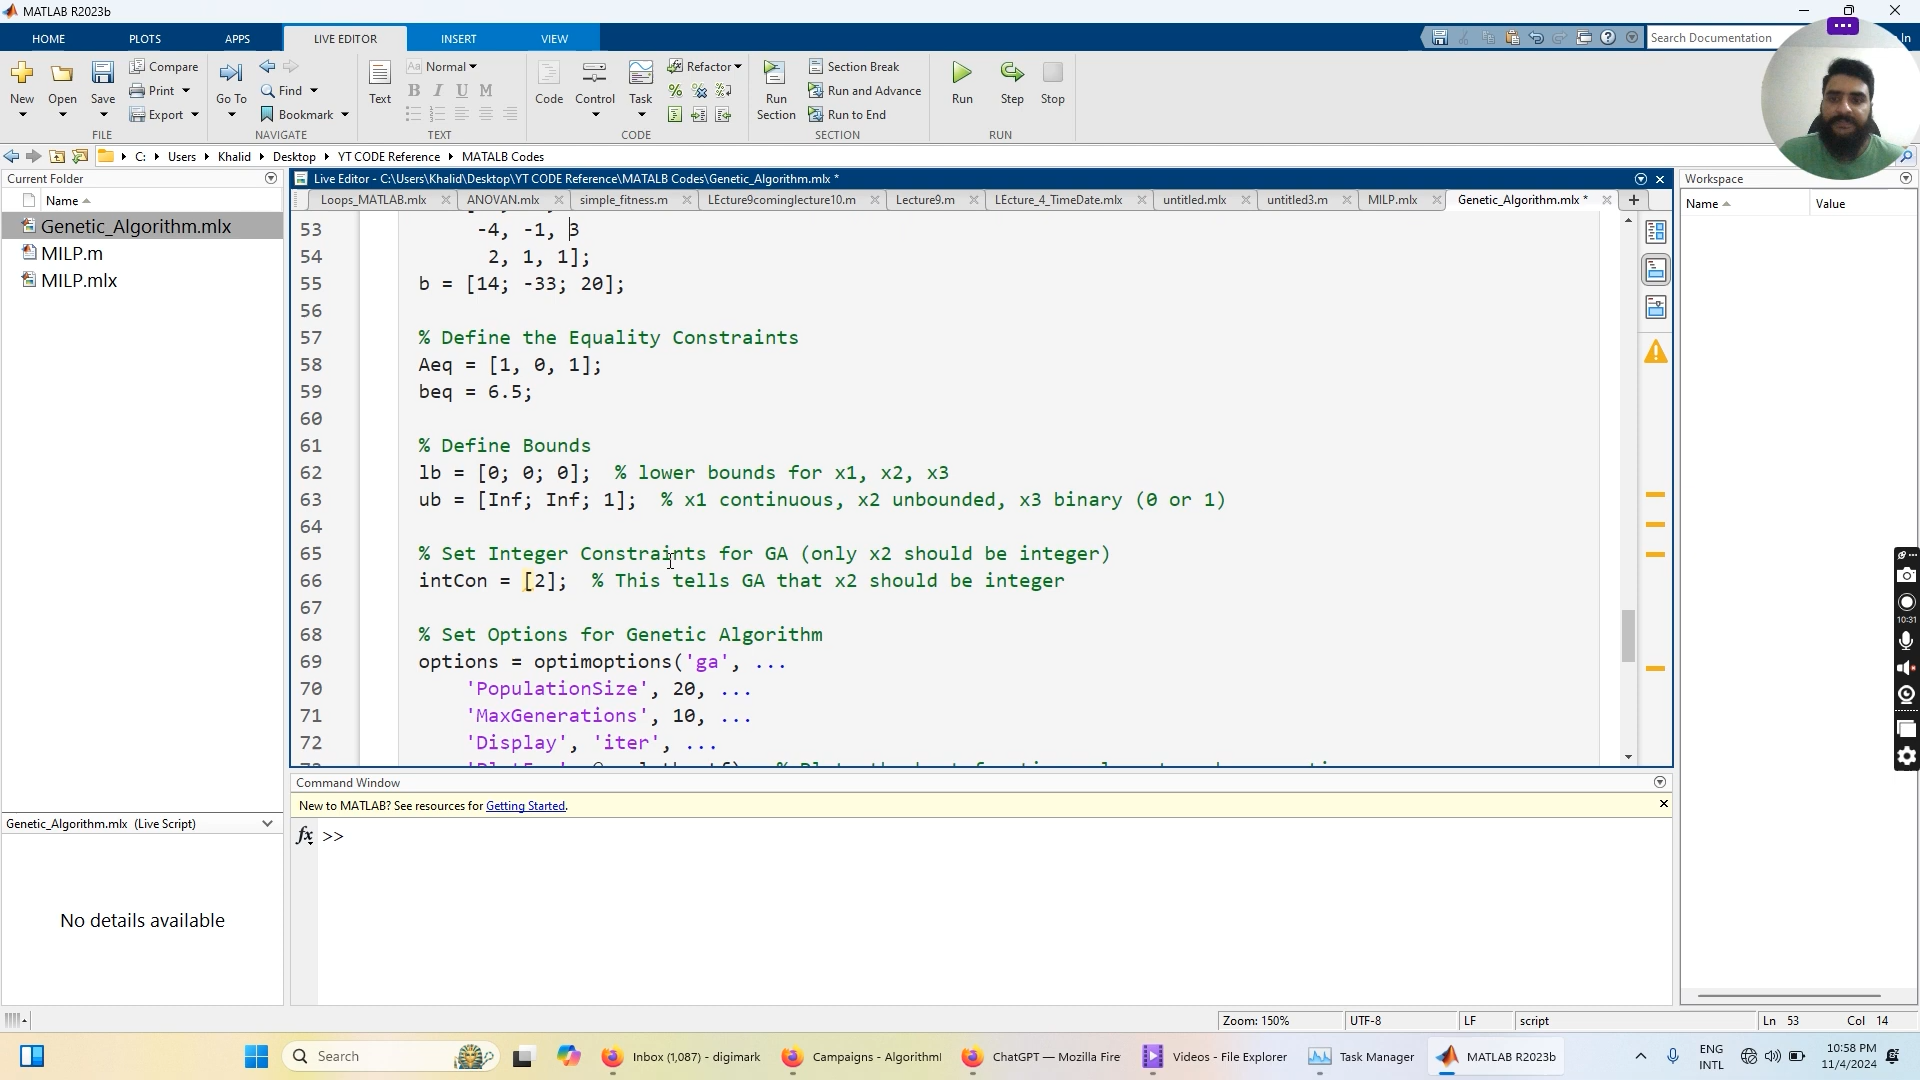 MATLAB R2023b
HOME PLOTS APPS LIVE EDITOR INSERT VIEW
Search Documentation
In
New Open Save Compare Print Export
FILE
Go To Find Bookmark
NAVIGATE
Text Aa Normal B I U M
TEXT
Code Control Task Refactor
CODE
Run Section Section Break Run and Advance Run to End
SECTION
Run Step Stop
RUN
C: Users Khalid Desktop YT CODE Reference MATALB Codes
Current Folder
Name
Genetic_Algorithm.mlx
MILP.m
MILP.mlx
Genetic_Algorithm.mlx (Live Script)
No details available
Live Editor - C:\Users\Khalid\Desktop\YT CODE Reference\MATALB Codes\Genetic_Algorithm.mlx *
Loops_MATLAB.mlx ANOVAN.mlx simple_fitness.m LEcture9cominglecture10.m Lecture9.m LEcture_4_TimeDate.mlx untitled.mlx untitled3.m MILP.mlx Genetic_Algorithm.mlx *
53 -4, -1, 3
54 2, 1, 1];
55 b = [14; -33; 20];
56
57 % Define the Equality Constraints
58 Aeq = [1, 0, 1];
59 beq = 6.5;
60
61 % Define Bounds
62 lb = [0; 0; 0]; % lower bounds for x1, x2, x3
63 ub = [Inf; Inf; 1]; % x1 continuous, x2 unbounded, x3 binary (0 or 1)
64
65 % Set Integer Constraints for GA (only x2 should be integer)
66 intCon = [2]; % This tells GA that x2 should be integer
67
68 % Set Options for Genetic Algorithm
69 options = optimoptions('ga', ...
70 'PopulationSize', 20, ...
71 'MaxGenerations', 10, ...
72 'Display', 'iter', ...
Command Window
New to MATLAB? See resources for Getting Started.
fx >>
Workspace
Name Value
10:31
Zoom: 150% UTF-8 LF script Ln 53 Col 14
Search
Inbox (1,087) - digimark
Campaigns - Algorithml
ChatGPT — Mozilla Fire
Videos - File Explorer
Task Manager
MATLAB R2023b
ENG
INTL
10:58 PM
11/4/2024